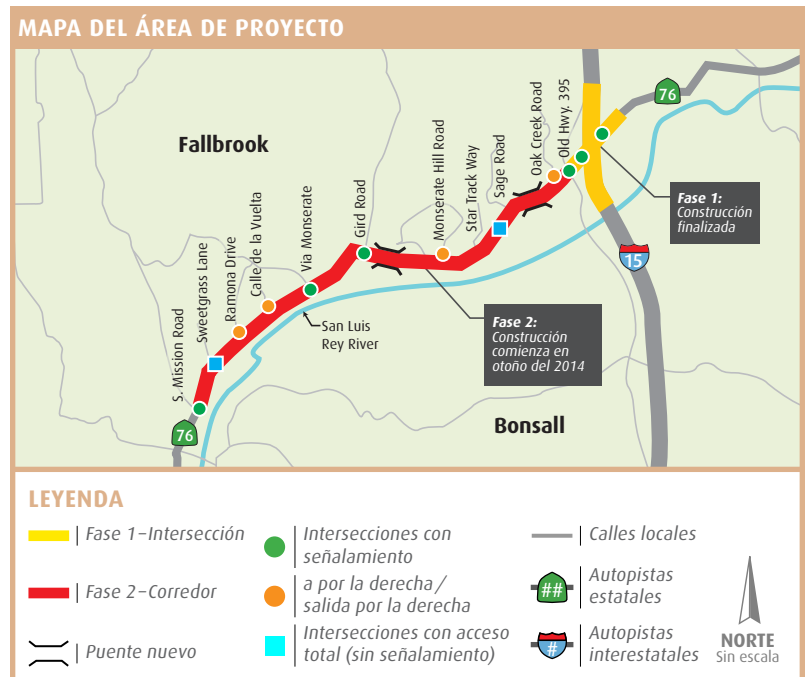 MAPA DEL ÁREA DE PROYECTO
Fallbrook
S. Mission Road
Sweetgrass Lane
Ramona Drive
Calle de la Vuelta
Via Monserate
Gird Road
Monserate Hill Road
Star Track Way
Sage Road
Oak Creek Road
Old Hwy. 395
76
Fase 1:
Construcción
finalizada
15
San Luis
Rey River
Fase 2:
Construcción
comienza en
otoño del 2014
Bonsall
76
LEYENDA
Fase 1–Intersección
Fase 2–Corredor
Puente nuevo
Intersecciones con
señalamiento
a por la derecha /
salida por la derecha
Intersecciones con acceso
total (sin señalamiento)
Calles locales
##
Autopistas
estatales
#
Autopistas
interestatales
NORTE
Sin escala